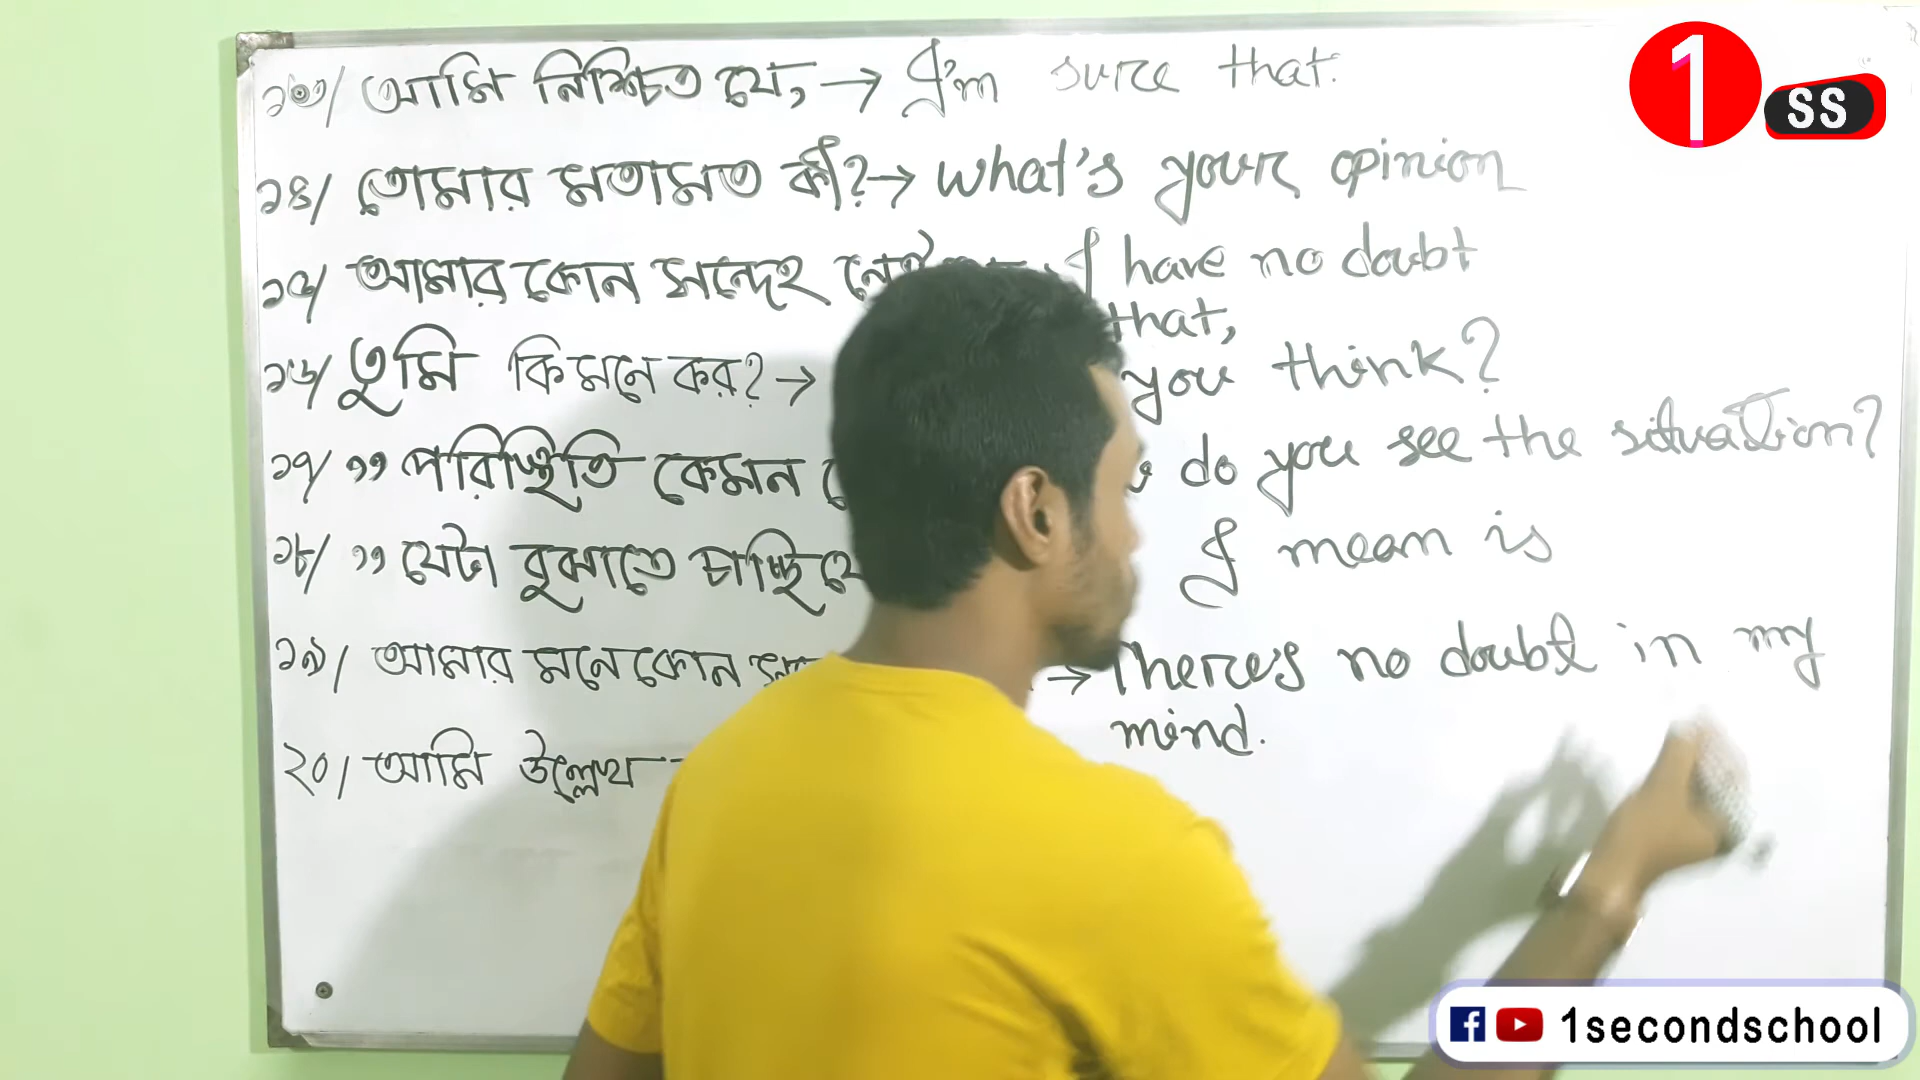 ১৩/ আমি নিশ্চিত যে, → I'm sure that.
১৪/ তোমার মতামত কী? → what's your opinion
১৫/ আমার কোন সন্দেহ I have no doubt
that,
১৬/ তুমি কি মনে কর? → you think?
১৭/ " পরিস্থিতি কেমন do you see the situation?
১৮/ " যেটা বুঝাতে চাচ্ছি I mean is
১৯/ আমার মনে কোন → There's no doubt in my
mind.
২০/ আমি উল্লেখ
1
SS
1secondschool